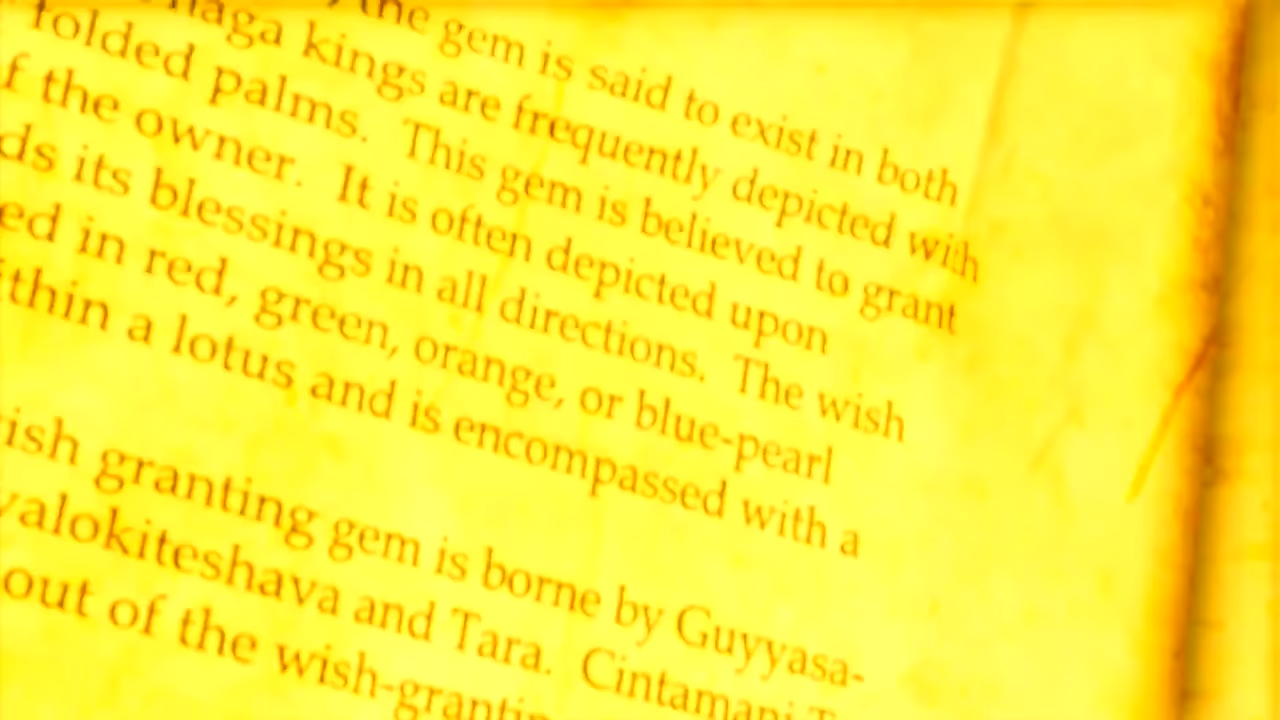 the gem is said to exist in both
naga kings are frequently depicted with
folded palms. This gem is believed to grant
f the owner. It is often depicted upon
ds its blessings in all directions. The wish
ed in red, green, orange, or blue-pearl
ithin a lotus and is encompassed with a
ish granting gem is borne by Guyyasa-
valokiteshava and Tara. Cintamani
out of the wish-grantin